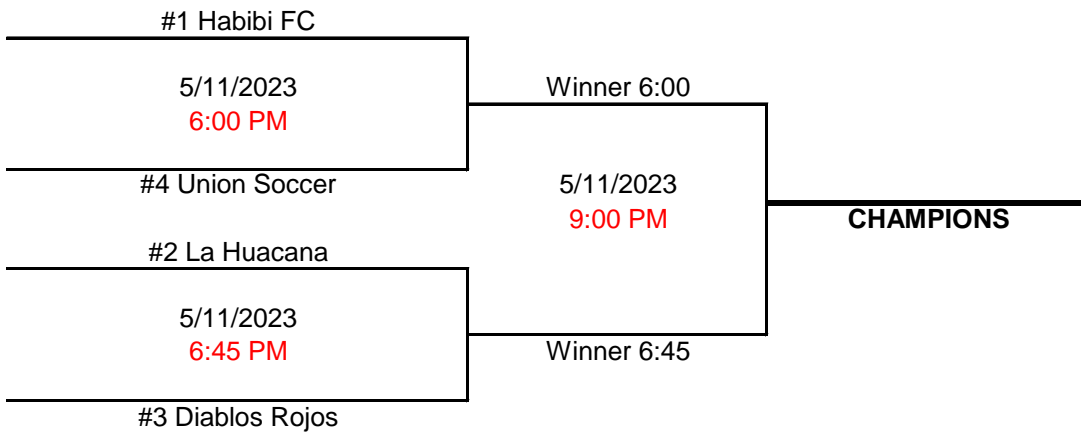 #1 Habibi FC
5/11/2023
6:00 PM
#4 Union Soccer
Winner 6:00
5/11/2023
9:00 PM
CHAMPIONS
#2 La Huacana
5/11/2023
6:45 PM
#3 Diablos Rojos
Winner 6:45